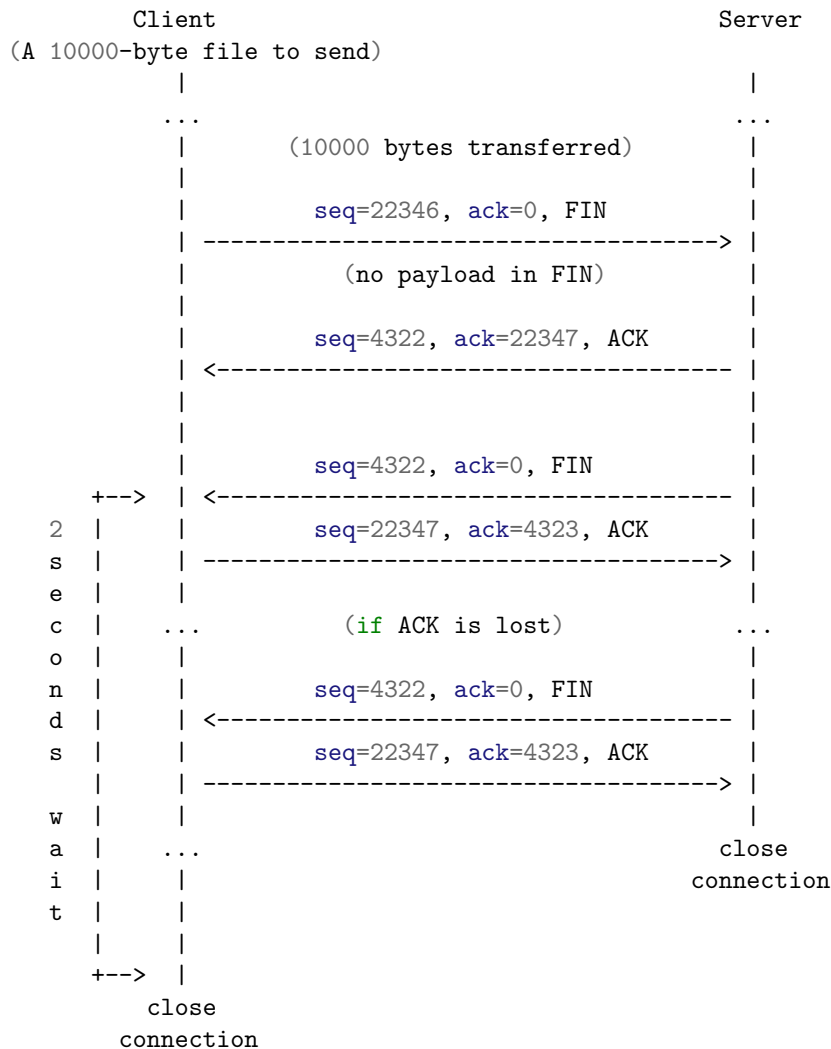 Client Server
(A 10000-byte file to send)
| |
... ...
| (10000 bytes transferred) |
| |
| seq=22346, ack=0, FIN |
| -------------------------------------> |
| (no payload in FIN) |
| |
| seq=4322, ack=22347, ACK |
| <------------------------------------- |
| |
| |
| seq=4322, ack=0, FIN |
+--> | <------------------------------------- |
2 | | seq=22347, ack=4323, ACK |
s | | -------------------------------------> |
e | | |
c | ... (if ACK is lost) ...
o | | |
n | | seq=4322, ack=0, FIN |
d | | <------------------------------------- |
s | | seq=22347, ack=4323, ACK |
| | -------------------------------------> |
w | | |
a | ... close
i | | connection
t | |
| |
+--> |
close
connection